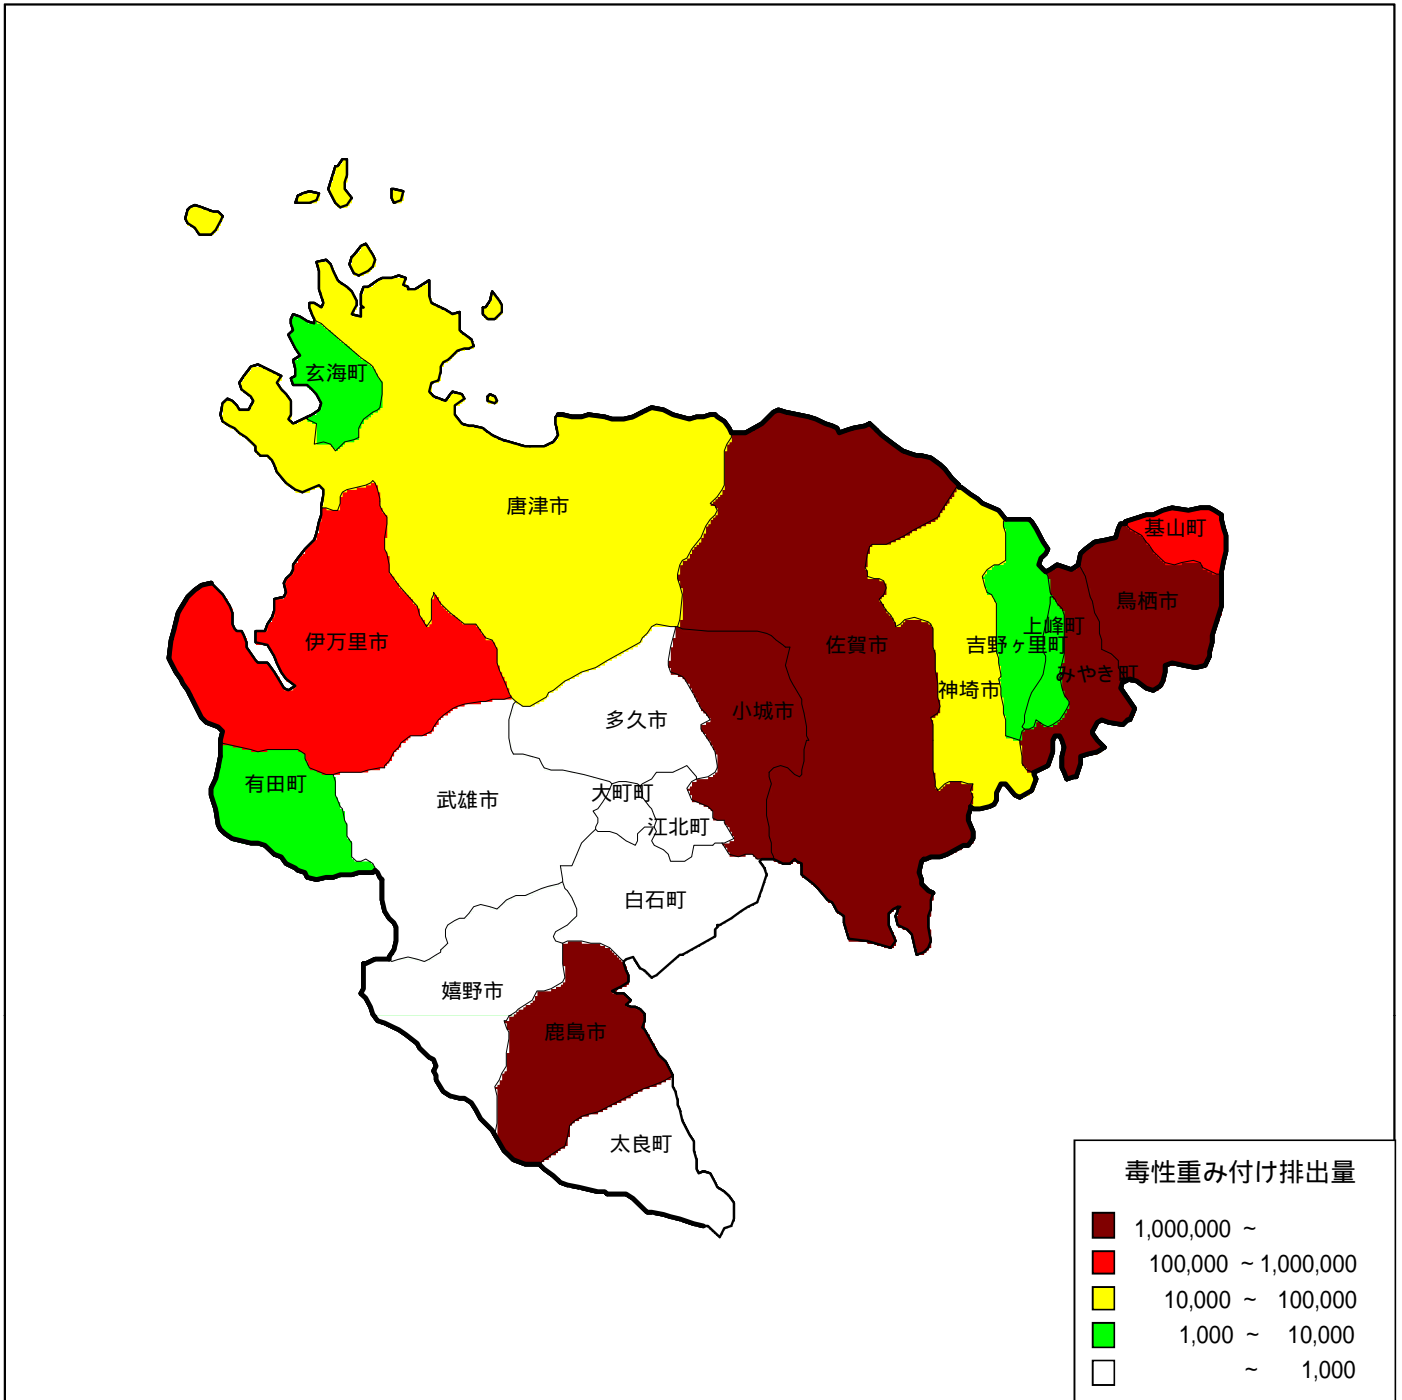 玄海町
唐津市
基山町
鳥栖市
上峰町
伊万里市
佐賀市
吉野ヶ里町
みやき町
神埼市
多久市
小城市
有田町
武雄市
大町町
江北町
白石町
嬉野市
鹿島市
太良町
毒性重み付け排出量
1,000,000 ~
100,000 ~ 1,000,000
10,000 ~ 100,000
1,000 ~ 10,000
~ 1,000